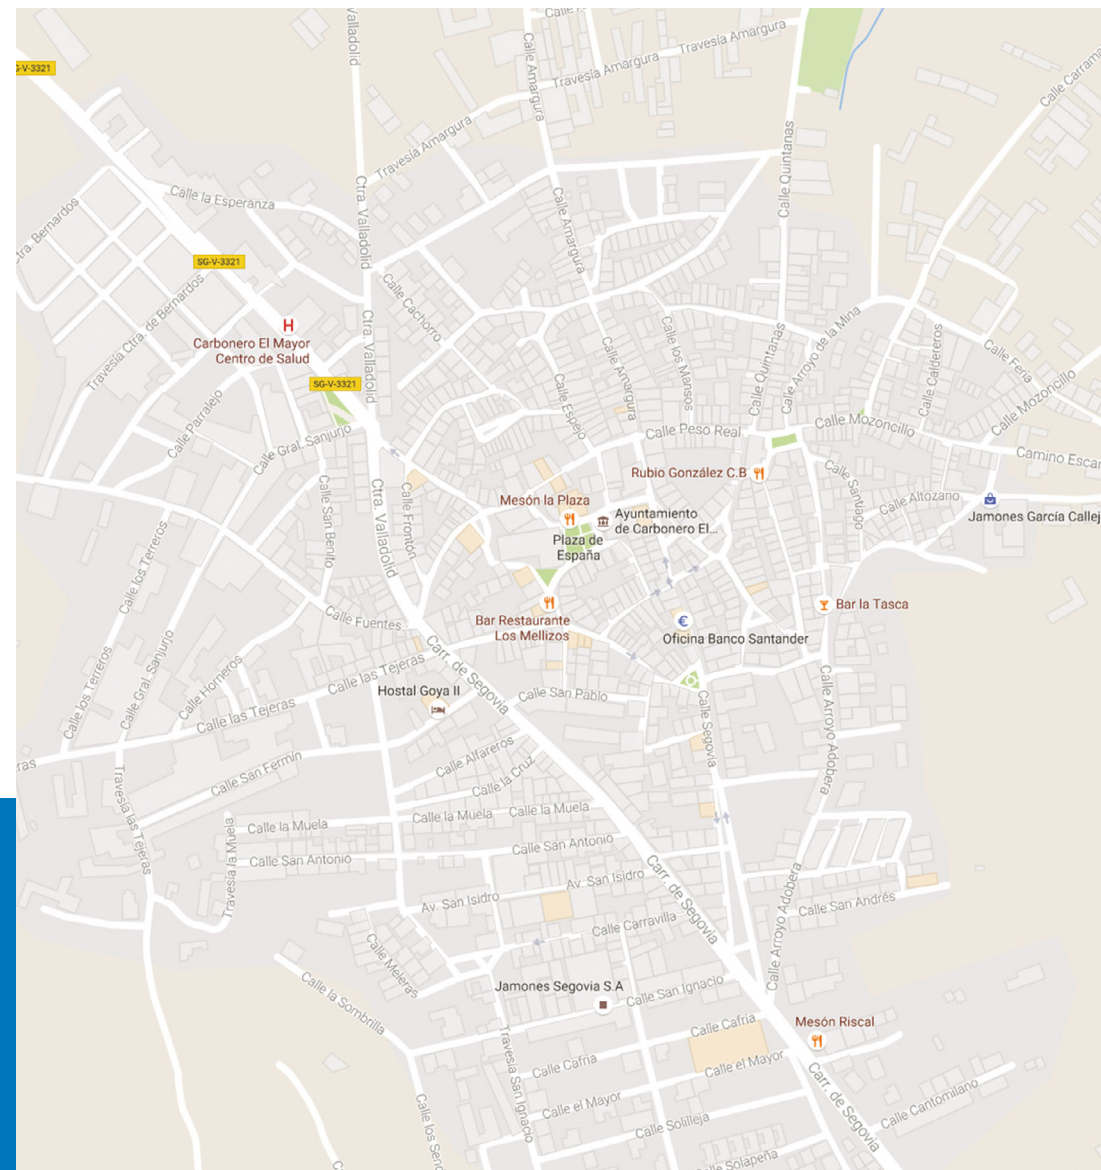 Calle
Valladolid
Calle Amargura
Travesía Amargura
Travesía Amargura
SG-V-3321
Calle Carrama
Travesía Amargura
Calle Quintanas
Calle la Esperanza
Ctra. Valladolid
Calle Quintanas
Calle Amargura
Ctra. Bernardos
SG-V-3321
Calle Cachorro
Travesía Ctra. de Bernardos
Carbonero El Mayor
Centro de Salud
Ctra. Valladolid
Calle los Mansos
Calle Amargura
Calle Quintanas
Calle Arroyo de la Mina
Calle Caldereros
Calle Feria
SG-V-3321
Calle Mozoncillo
Calle Parralejo
Calle Espejo
Calle Gral. Sanjurjo
Calle Peso Real
Calle Mozoncillo
Camino Escar
Rubio González C.B
Ctra. Valladolid
Calle Frontón
Calle San Benito
Mesón la Plaza
Calle Santiago
Calle Altozano
Ayuntamiento
de Carbonero El...
Jamones García Callej
Plaza de
España
Calle los Terreros
Calle Fuentes
Bar Restaurante
Los Mellizos
Bar la Tasca
Oficina Banco Santander
Calle Gral. Sanjurjo
Calle los Terreros
Calle Horneros
Calle las Tejeras
Carr. de Segovia
Hostal Goya II
Calle San Pablo
Calle Segovia
Calle Arroyo Adobera
Calle las Tejeras
eras
Calle San Fermín
Calle Alfareros
Calle la Cruz
Travesía las Tejeras
Calle la Muela
Calle la Muela
Calle la Muela
Travesía la Muela
Calle San Antonio
Calle San Antonio
Av. San Isidro
Av. San Isidro
Carr. de Segovia
Calle Arroyo Adobera
Calle San Andrés
Calle Carravilla
Calle Meleras
Jamones Segovia S.A
Calle San Ignacio
Calle la Sombrilla
Calle Cafria
Mesón Riscal
Calle Cafria
Travesía San Ignacio
Calle el Mayor
Carr. de Segovia
Calle el Mayor
Calle Cantomilano
Calle Solilleja
Calle los Send
Calle Solapeña
C